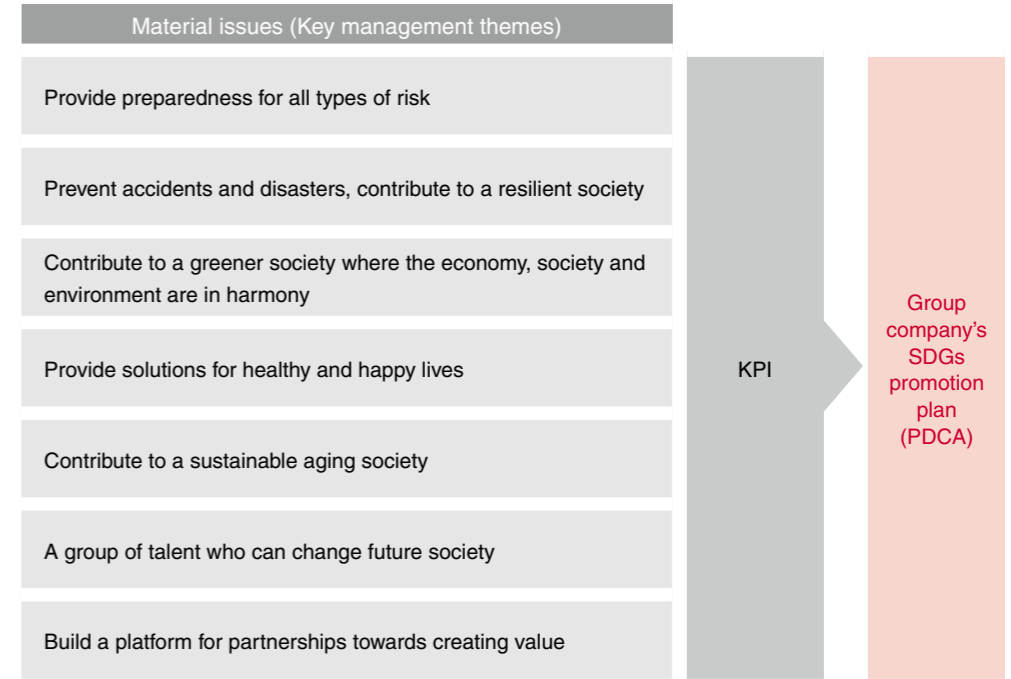 Material issues (Key management themes)
Provide preparedness for all types of risk
Prevent accidents and disasters, contribute to a resilient society
Contribute to a greener society where the economy, society and
environment are in harmony
Provide solutions for healthy and happy lives
Contribute to a sustainable aging society
A group of talent who can change future society
Build a platform for partnerships towards creating value
KPI
Group
company’s
SDGs
promotion
plan
(PDCA)